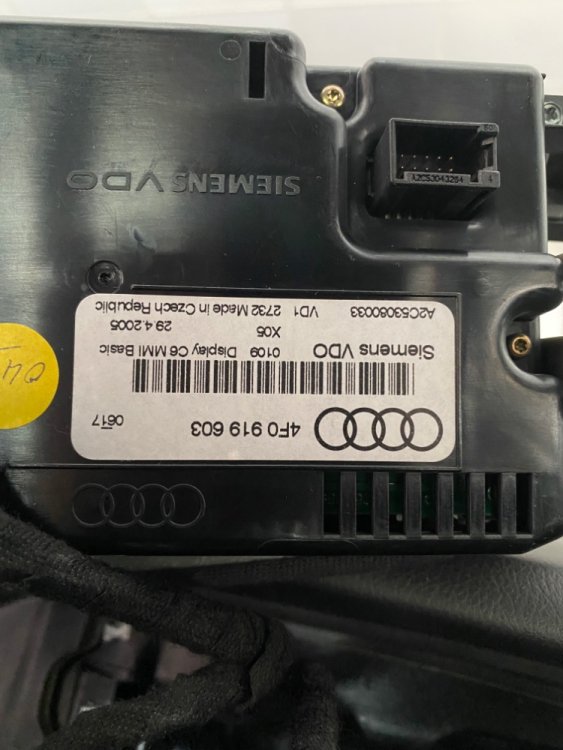 4F0 919 603
0617
Siemens VDO
0109 Display C6 MMI Basic
X05
29.4.2005
A2C53080033
VD1
2732 Made in Czech Republic
SIEMENS VDO
A2C53043264
04